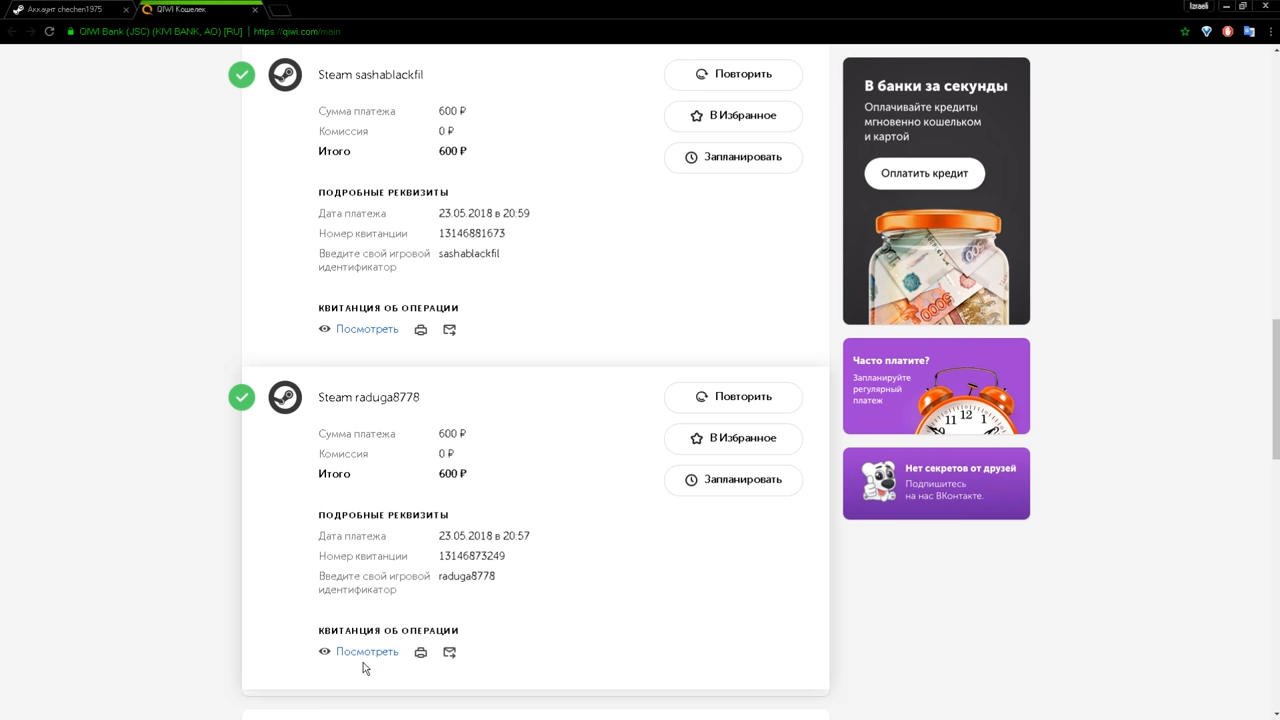 Аккаунт chechen1975
QIWI Кошелек
Izraeli
QIWI Bank (JSC) (KIVI BANK, AO) [RU]
https://qiwi.com/main
Steam sashablackfil
Повторить
Сумма платежа 600 ₽
В Избранное
Комиссия 0 ₽
Итого 600 ₽
Запланировать
ПОДРОБНЫЕ РЕКВИЗИТЫ
Дата платежа 23.05.2018 в 20:59
Номер квитанции 13146881673
Введите свой игровой sashablackfil
идентификатор
КВИТАНЦИЯ ОБ ОПЕРАЦИИ
Посмотреть
Steam raduga8778
Повторить
Сумма платежа 600 ₽
В Избранное
Комиссия 0 ₽
Итого 600 ₽
Запланировать
ПОДРОБНЫЕ РЕКВИЗИТЫ
Дата платежа 23.05.2018 в 20:57
Номер квитанции 13146873249
Введите свой игровой raduga8778
идентификатор
КВИТАНЦИЯ ОБ ОПЕРАЦИИ
Посмотреть
В банки за секунды
Оплачивайте кредиты
мгновенно кошельком
и картой
Оплатить кредит
5000
Часто платите?
Запланируйте
регулярный
платеж
11 12 1
Нет секретов от друзей
Подпишитесь
на нас ВКонтакте.